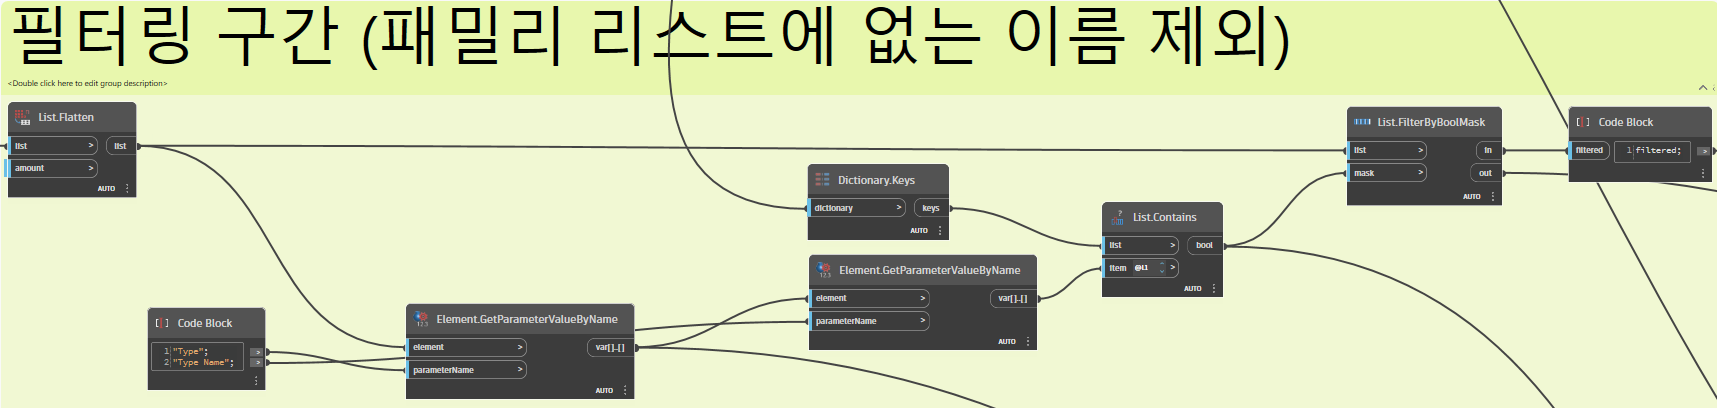 필터링 구간 (패밀리 리스트에 없는 이름 제외)
<Double click here to edit group description>
List.Flatten
list >
list
amount >
AUTO
Code Block
1 "Type"; >
2 "Type Name"; >
Element.GetParameterValueByName
element >
var[]..[]
parameterName >
AUTO
Dictionary.Keys
dictionary >
keys
AUTO
Element.GetParameterValueByName
element >
var[]..[]
parameterName >
AUTO
List.Contains
list >
bool
item @L1 >
AUTO
List.FilterByBoolMask
list >
in
mask >
out
AUTO
Code Block
filtered
1 filtered; >